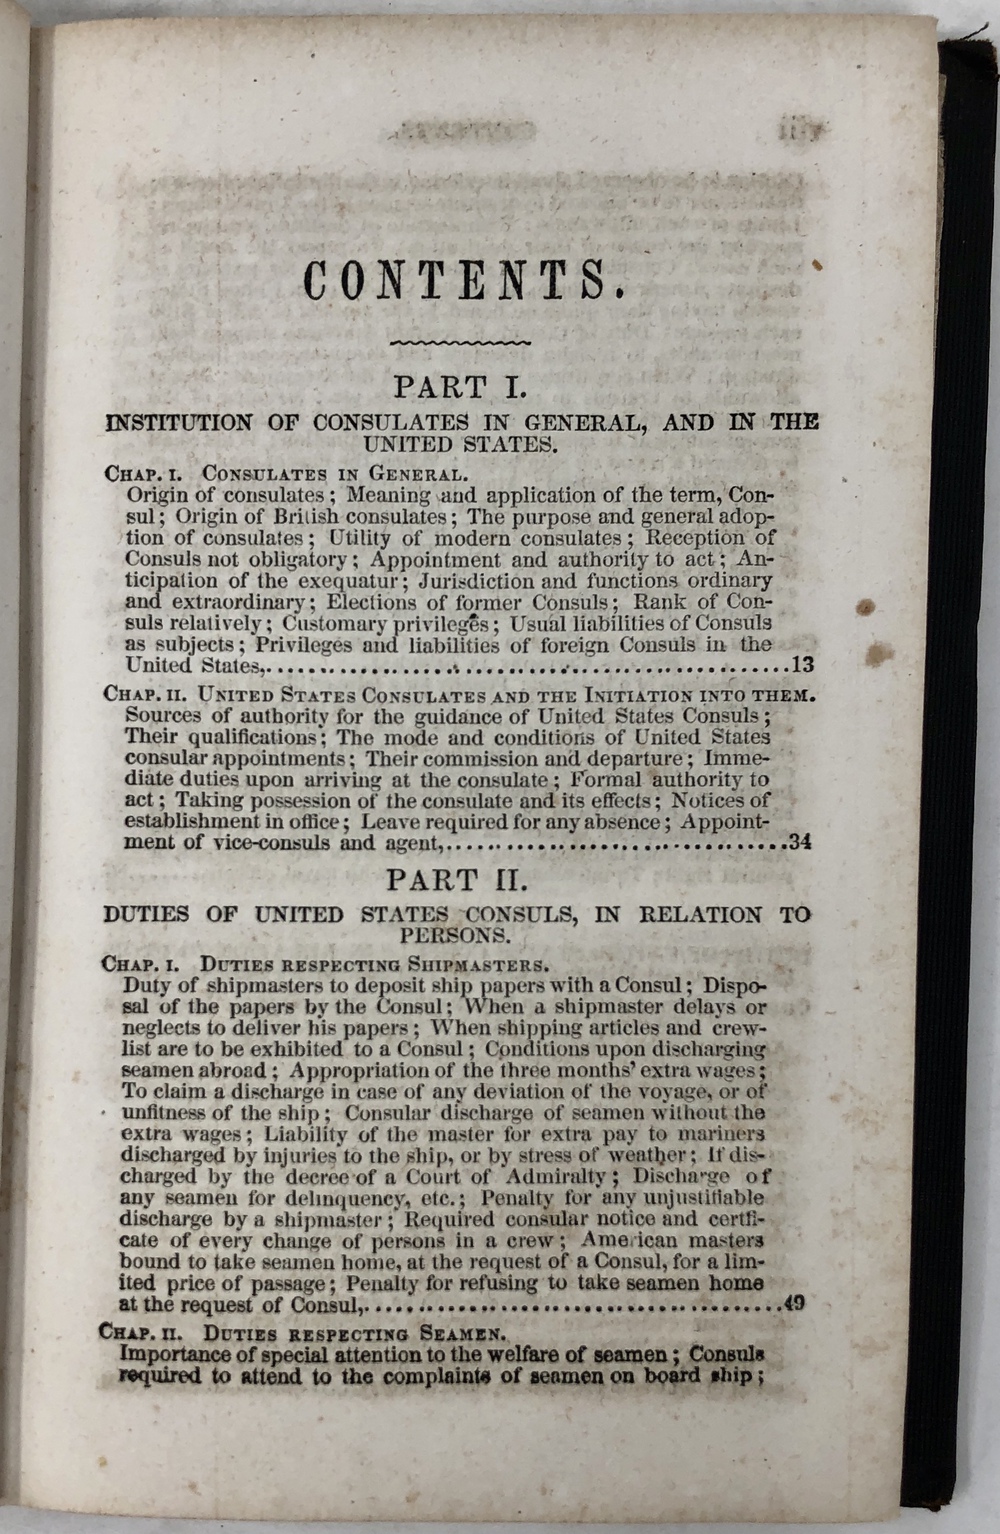 CONTENTS.
PART I.
INSTITUTION OF CONSULATES IN GENERAL, AND IN THE
UNITED STATES.
CHAP. I. CONSULATES IN GENERAL.
Origin of consulates; Meaning and application of the term, Con-
sul; Origin of British consulates; The purpose and general adop-
tion of consulates; Utility of modern consulates; Reception of
Consuls not obligatory; Appointment and authority to act; An-
ticipation of the exequatur; Jurisdiction and functions ordinary
and extraordinary; Elections of former Consuls; Rank of Con-
suls relatively; Customary privileges; Usual liabilities of Consuls
as subjects; Privileges and liabilities of foreign Consuls in the
United States,..................................................13
CHAP. II. UNITED STATES CONSULATES AND THE INITIATION INTO THEM.
Sources of authority for the guidance of United States Consuls;
Their qualifications; The mode and conditions of United States
consular appointments; Their commission and departure; Imme-
diate duties upon arriving at the consulate; Formal authority to
act; Taking possession of the consulate and its effects; Notices of
establishment in office; Leave required for any absence; Appoint-
ment of vice-consuls and agent,..................................34
PART II.
DUTIES OF UNITED STATES CONSULS, IN RELATION TO
PERSONS.
CHAP. I. DUTIES RESPECTING SHIPMASTERS.
Duty of shipmasters to deposit ship papers with a Consul; Dispo-
sal of the papers by the Consul; When a shipmaster delays or
neglects to deliver his papers; When shipping articles and crew-
list are to be exhibited to a Consul; Conditions upon discharging
seamen abroad; Appropriation of the three months' extra wages;
To claim a discharge in case of any deviation of the voyage, or of
unfitness of the ship; Consular discharge of seamen without the
extra wages; Liability of the master for extra pay to mariners
discharged by injuries to the ship, or by stress of weather; If dis-
charged by the decree of a Court of Admiralty; Discharge of
any seamen for delinquency, etc.; Penalty for any unjustifiable
discharge by a shipmaster; Required consular notice and certfi-
cate of every change of persons in a crew; American masters
bound to take seamen home, at the request of a Consul, for a lim-
ited price of passage; Penalty for refusing to take seamen home
at the request of Consul,........................................49
CHAP. II. DUTIES RESPECTING SEAMEN.
Importance of special attention to the welfare of seamen; Consuls
required to attend to the complaints of seamen on board ship;